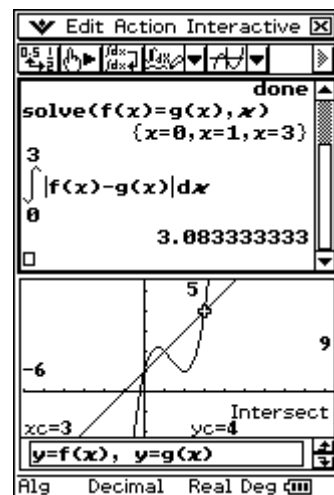 Edit Action Interactive
done
solve(f(x)=g(x),x)
{x=0,x=1,x=3}
3
∫|f(x)-g(x)|dx
0
3.083333333
5
9
-6
Intersect
xc=3 yc=4
y=f(x), y=g(x)
Alg Decimal Real Deg